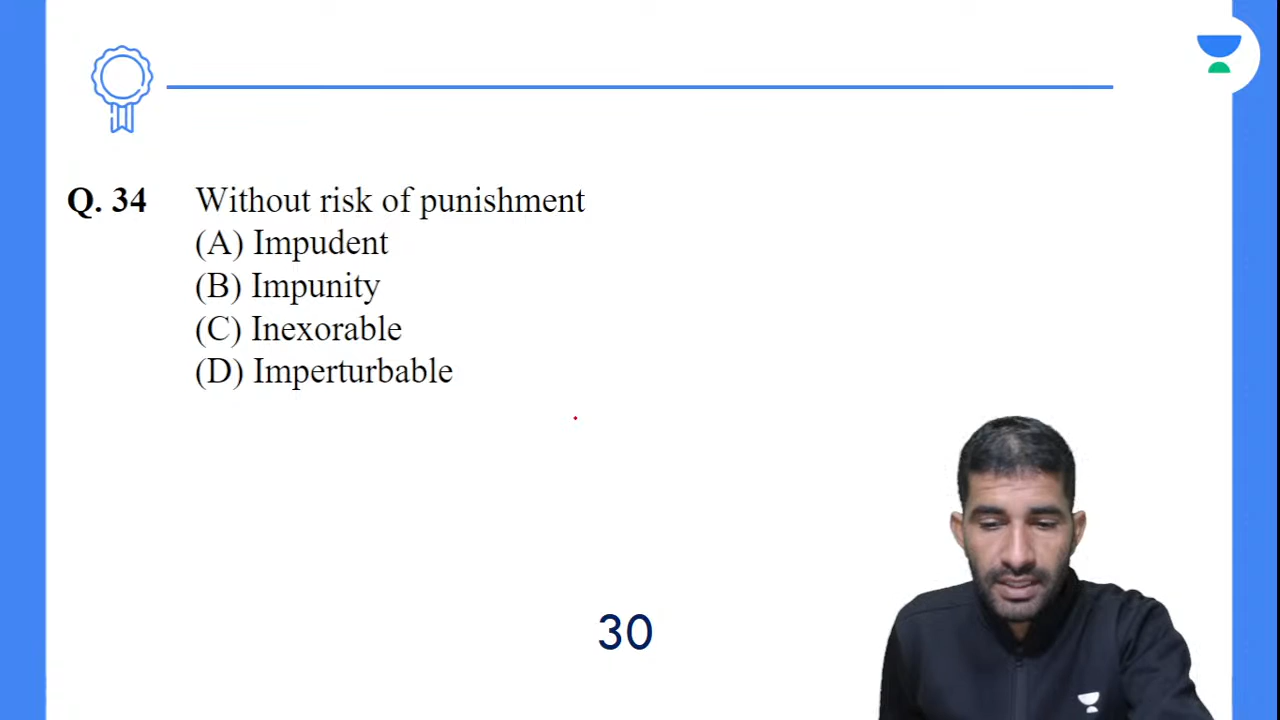 Q. 34 Without risk of punishment
(A) Impudent
(B) Impunity
(C) Inexorable
(D) Imperturbable
30